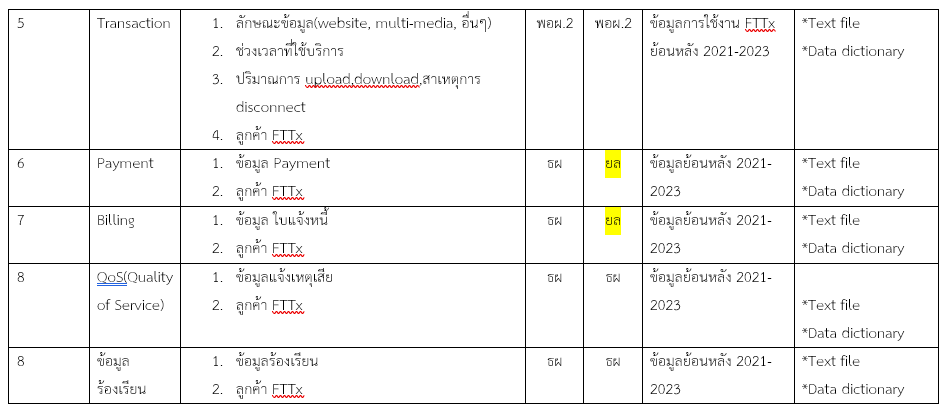 5 Transaction 1. ลักษณะข้อมูล(website, multi-media, อื่นๆ) พอผ.2 พอผ.2 ข้อมูลการใช้งาน FTTx *Text file
2. ช่วงเวลาที่ใช้บริการ ย้อนหลัง 2021-2023 *Data dictionary
3. ปริมาณการ upload,download,สาเหตุการ
disconnect
4. ลูกค้า FTTx
6 Payment 1. ข้อมูล Payment ธผ ยล ข้อมูลย้อนหลัง 2021- *Text file
2. ลูกค้า FTTx 2023 *Data dictionary
7 Billing 1. ข้อมูล ใบแจ้งหนี้ ธผ ยล ข้อมูลย้อนหลัง 2021- *Text file
2. ลูกค้า FTTx 2023 *Data dictionary
8 QoS(Quality 1. ข้อมูลแจ้งเหตุเสีย ธผ ธผ ข้อมูลย้อนหลัง 2021-
of Service) 2. ลูกค้า FTTx 2023 *Text file
*Data dictionary
8 ข้อมูล 1. ข้อมูลร้องเรียน ธผ ธผ ข้อมูลย้อนหลัง 2021- *Text file
ร้องเรียน 2. ลูกค้า FTTx 2023 *Data dictionary